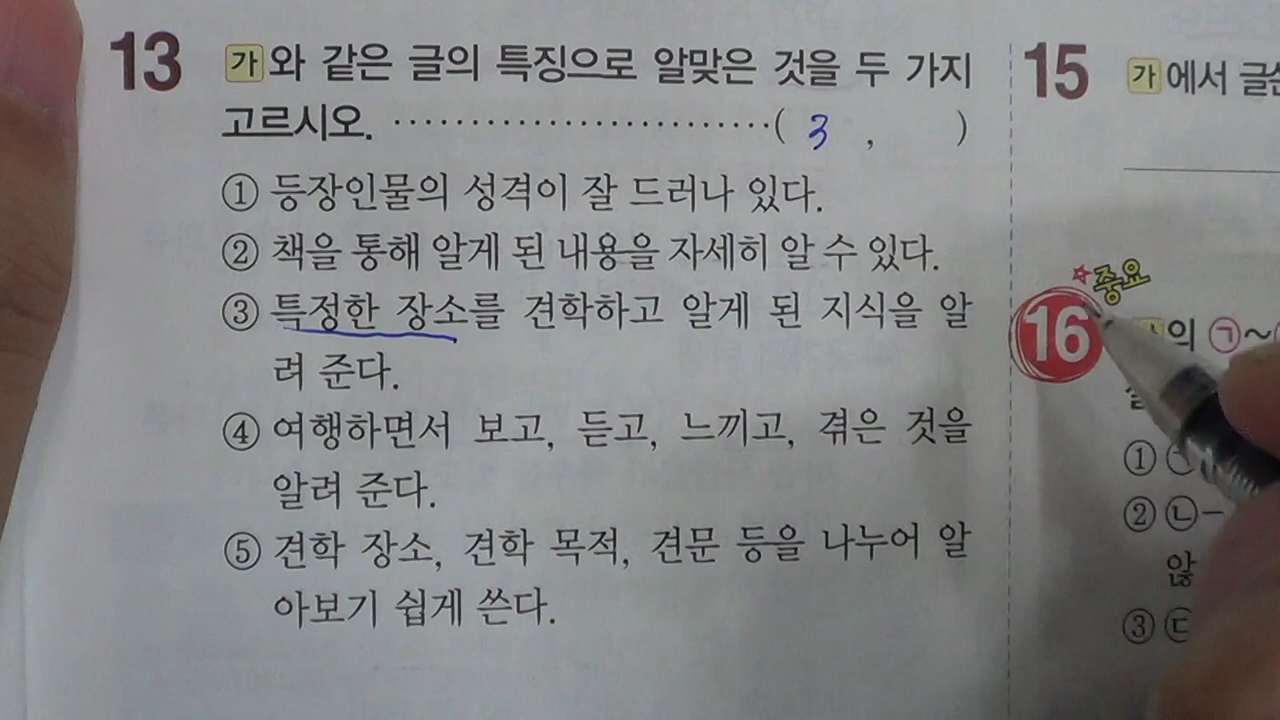 13 가와 같은 글의 특징으로 알맞은 것을 두 가지
고르시오. ························( 3 , )
① 등장인물의 성격이 잘 드러나 있다.
② 책을 통해 알게 된 내용을 자세히 알 수 있다.
③ 특정한 장소를 견학하고 알게 된 지식을 알
려 준다.
④ 여행하면서 보고, 듣고, 느끼고, 겪은 것을
알려 준다.
⑤ 견학 장소, 견학 목적, 견문 등을 나누어 알
아보기 쉽게 쓴다.
15 가에서
중요
16 의 ㉠~
①
② ㉡-
않
③ ㉢